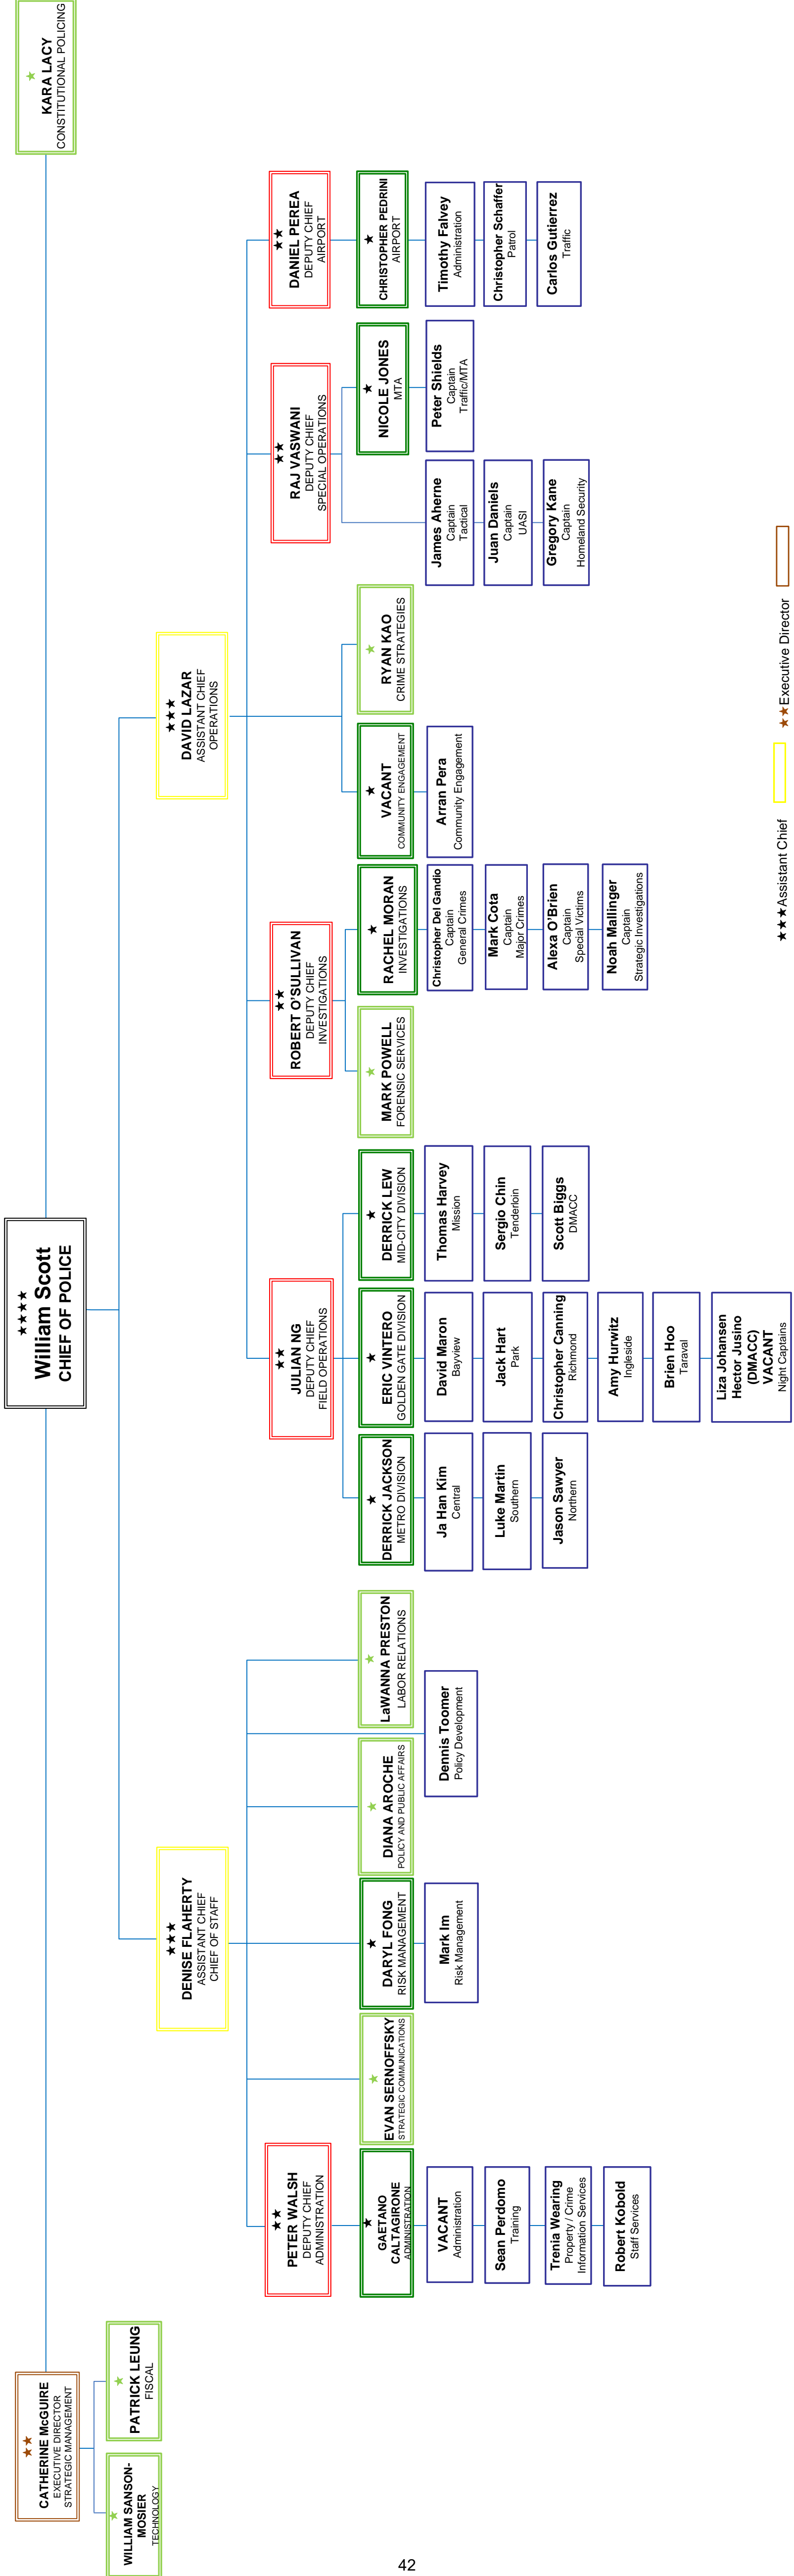 ★★★★
William Scott
CHIEF OF POLICE
★★
CATHERINE McGUIRE
EXECUTIVE DIRECTOR
STRATEGIC MANAGEMENT
★
WILLIAM SANSON-
MOSIER
TECHNOLOGY
★
PATRICK LEUNG
FISCAL
★
KARA LACY
CONSTITUTIONAL POLICING
★★★
DENISE FLAHERTY
ASSISTANT CHIEF
CHIEF OF STAFF
★★
PETER WALSH
DEPUTY CHIEF
ADMINISTRATION
★
GAETANO
CALTAGIRONE
ADMINISTRATION
VACANT
Administration
Sean Perdomo
Training
Trenia Wearing
Property / Crime
Information Services
Robert Kobold
Staff Services
★
EVAN SERNOFFSKY
STRATEGIC COMMUNICATIONS
★
DARYL FONG
RISK MANAGEMENT
Mark Im
Risk Management
★
DIANA AROCHE
POLICY AND PUBLIC AFFAIRS
Dennis Toomer
Policy Development
★
LaWANNA PRESTON
LABOR RELATIONS
★★★
DAVID LAZAR
ASSISTANT CHIEF
OPERATIONS
★★
JULIAN NG
DEPUTY CHIEF
FIELD OPERATIONS
★
DERRICK JACKSON
METRO DIVISION
Ja Han Kim
Central
Luke Martin
Southern
Jason Sawyer
Northern
★
ERIC VINTERO
GOLDEN GATE DIVISION
David Maron
Bayview
Jack Hart
Park
Christopher Canning
Richmond
Amy Hurwitz
Ingleside
Brien Hoo
Taraval
Liza Johansen
Hector Jusino
(DMACC)
VACANT
Night Captains
★
DERRICK LEW
MID-CITY DIVISION
Thomas Harvey
Mission
Sergio Chin
Tenderloin
Scott Biggs
DMACC
★★
ROBERT O'SULLIVAN
DEPUTY CHIEF
INVESTIGATIONS
★
MARK POWELL
FORENSIC SERVICES
★
RACHEL MORAN
INVESTIGATIONS
Christopher Del Gandio
Captain
General Crimes
Mark Cota
Captain
Major Crimes
Alexa O'Brien
Captain
Special Victims
Noah Mallinger
Captain
Strategic Investigations
★
VACANT
COMMUNITY ENGAGEMENT
Arran Pera
Community Engagement
★
RYAN KAO
CRIME STRATEGIES
★★
RAJ VASWANI
DEPUTY CHIEF
SPECIAL OPERATIONS
James Aherne
Captain
Tactical
Juan Daniels
Captain
UASI
Gregory Kane
Captain
Homeland Security
★
NICOLE JONES
MTA
Peter Shields
Captain
Traffic/MTA
★★
DANIEL PEREA
DEPUTY CHIEF
AIRPORT
★
CHRISTOPHER PEDRINI
AIRPORT
Timothy Falvey
Administration
Christopher Schaffer
Patrol
Carlos Gutierrez
Traffic
★★★Assistant Chief
★★Executive Director
42